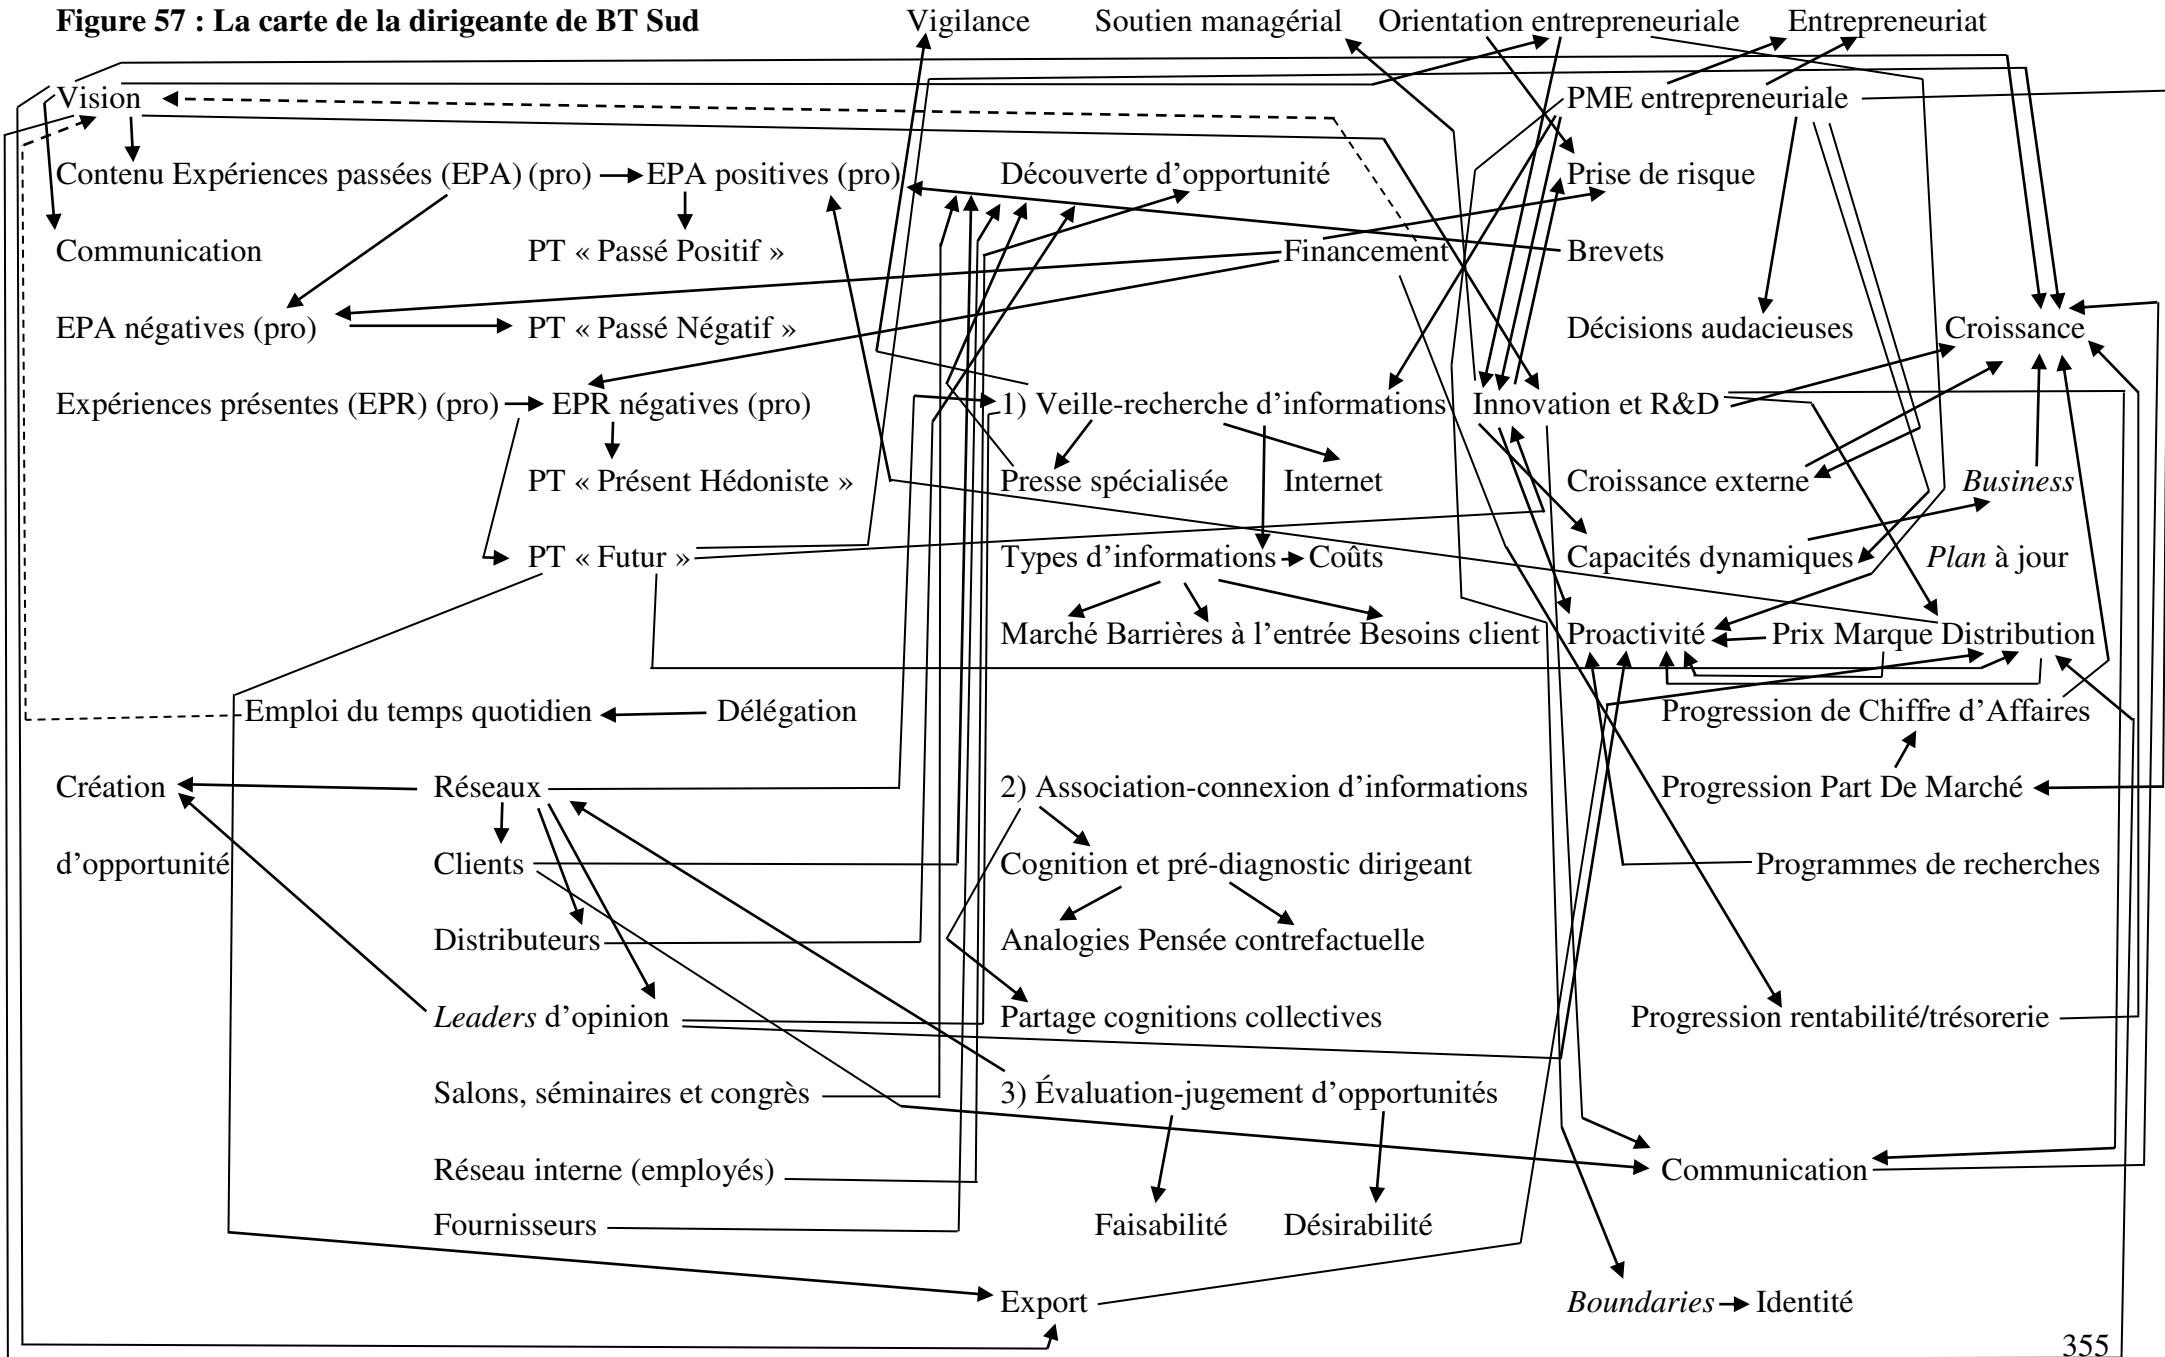 Figure 57 : La carte de la dirigeante de BT Sud Vigilance Soutien managérial Orientation entrepreneuriale Entrepreneuriat
Vision PME entrepreneuriale
Contenu Expériences passées (EPA) (pro) EPA positives (pro) Découverte d’opportunité Prise de risque
Communication PT « Passé Positif » Financement Brevets
EPA négatives (pro) PT « Passé Négatif » Décisions audacieuses Croissance
Expériences présentes (EPR) (pro) EPR négatives (pro) 1) Veille-recherche d’informations Innovation et R&D
PT « Présent Hédoniste » Presse spécialisée Internet Croissance externe Business
PT « Futur » Types d’informations Coûts Capacités dynamiques Plan à jour
Marché Barrières à l’entrée Besoins client Proactivité Prix Marque Distribution
Emploi du temps quotidien Délégation Progression de Chiffre d’Affaires
Création Réseaux 2) Association-connexion d’informations Progression Part De Marché
d’opportunité Clients Cognition et pré-diagnostic dirigeant Programmes de recherches
Distributeurs Analogies Pensée contrefactuelle
Leaders d’opinion Partage cognitions collectives Progression rentabilité/trésorerie
Salons, séminaires et congrès 3) Évaluation-jugement d’opportunités
Réseau interne (employés) Communication
Fournisseurs Faisabilité Désirabilité
Export Boundaries Identité
355